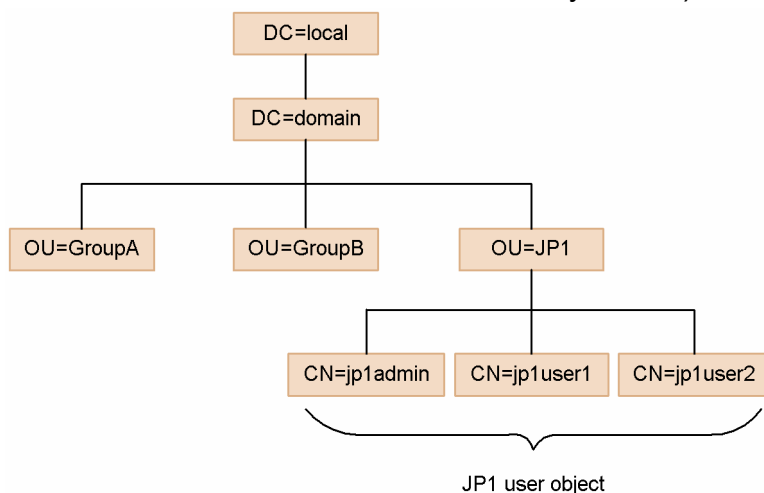 DC=local
DC=domain
OU=GroupA OU=GroupB OU=JP1
CN=jp1admin CN=jp1user1 CN=jp1user2
JP1 user object